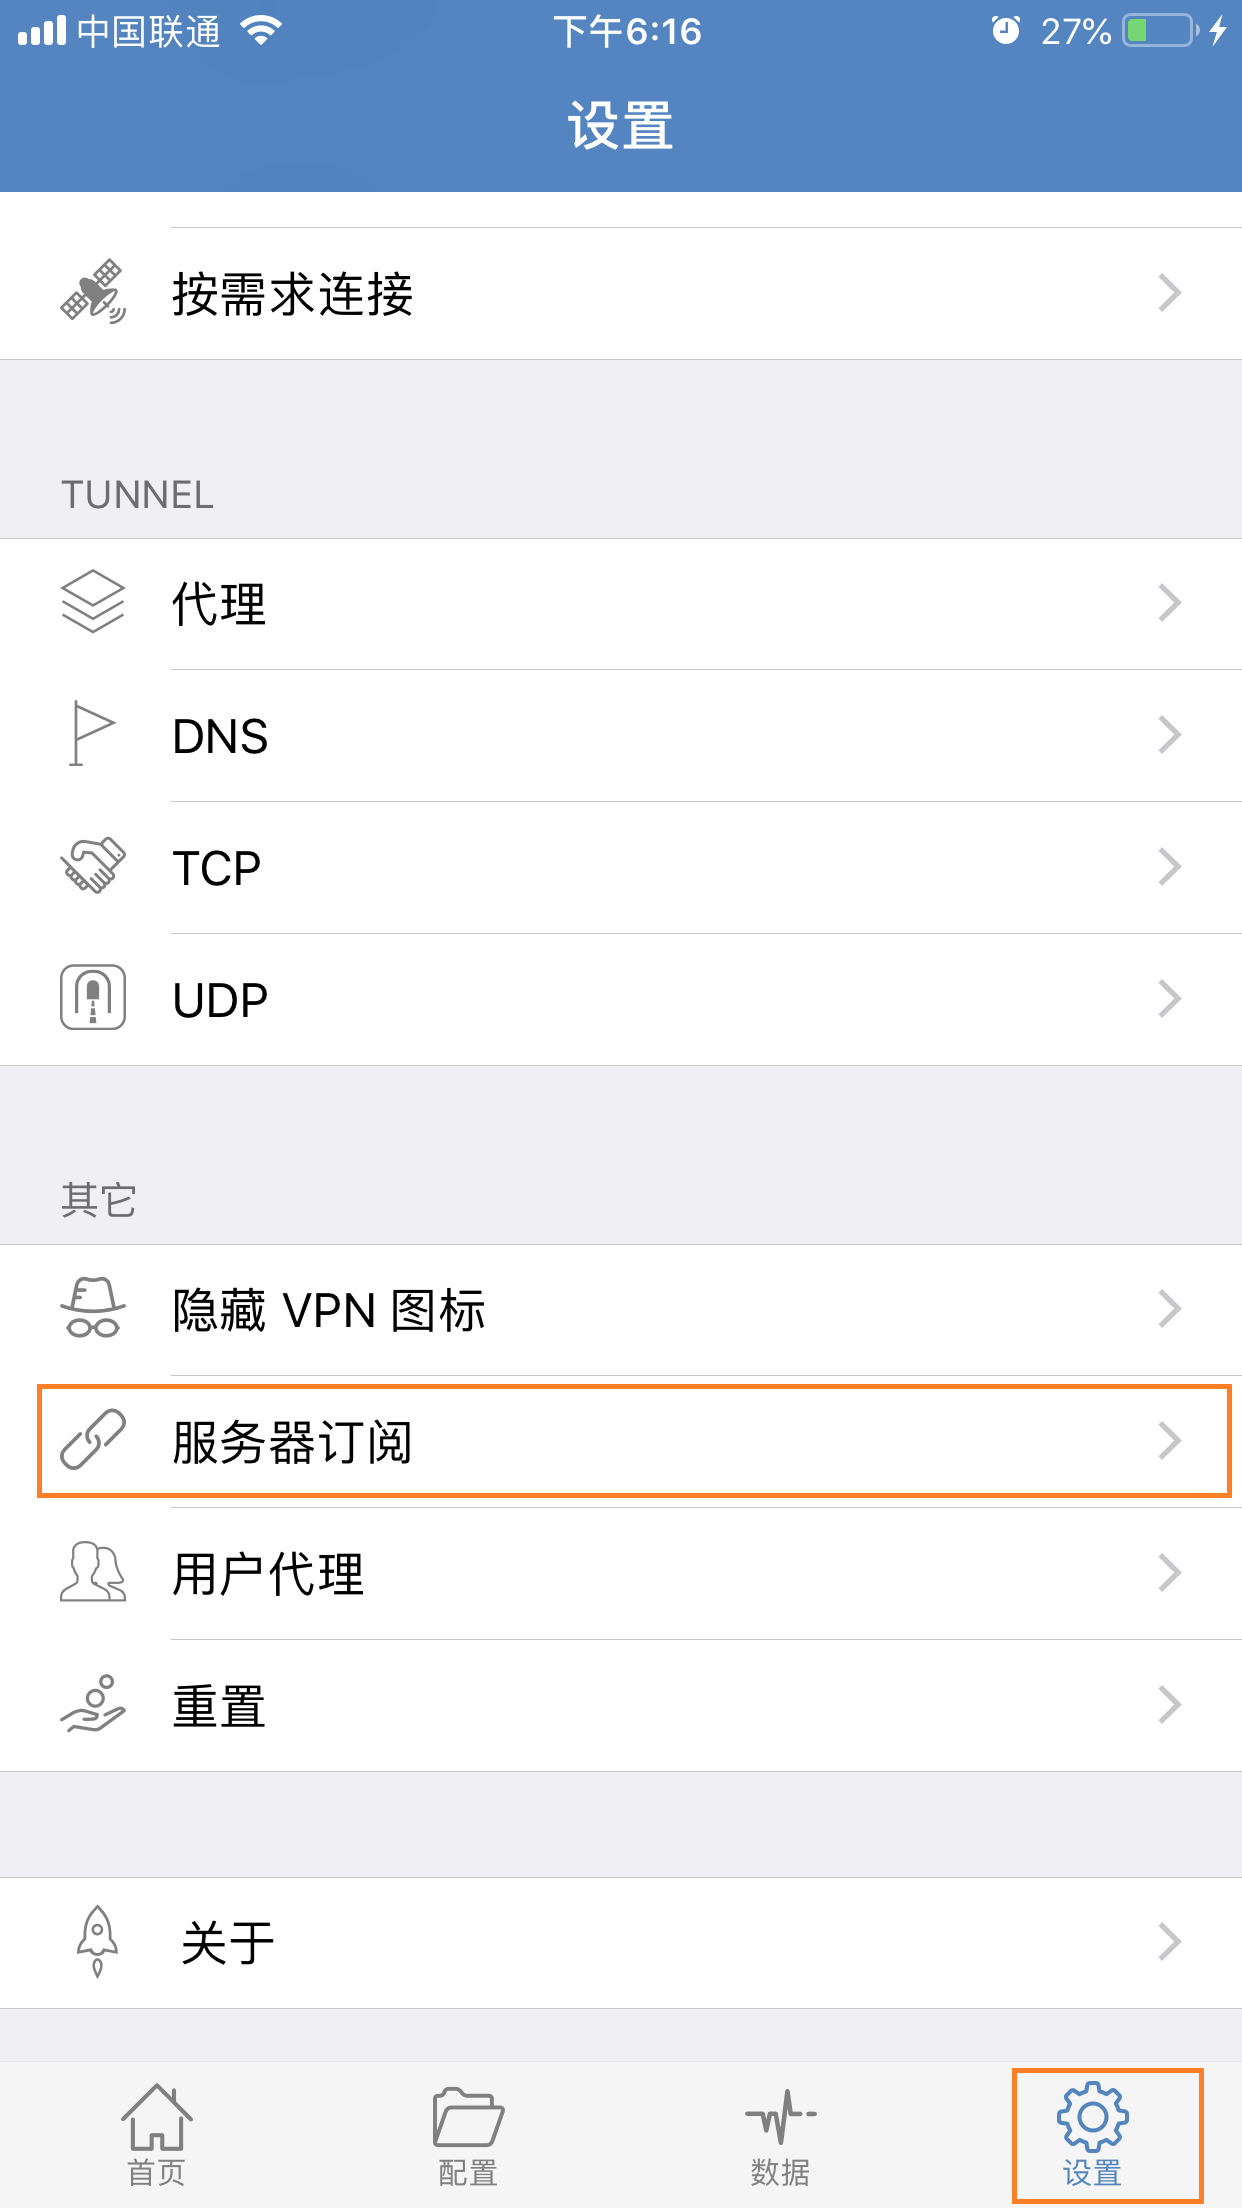 中国联通 下午6:16 27%
设置
按需求连接
TUNNEL
代理
DNS
TCP
UDP
其它
隐藏 VPN 图标
服务器订阅
用户代理
重置
关于
首页 配置 数据 设置